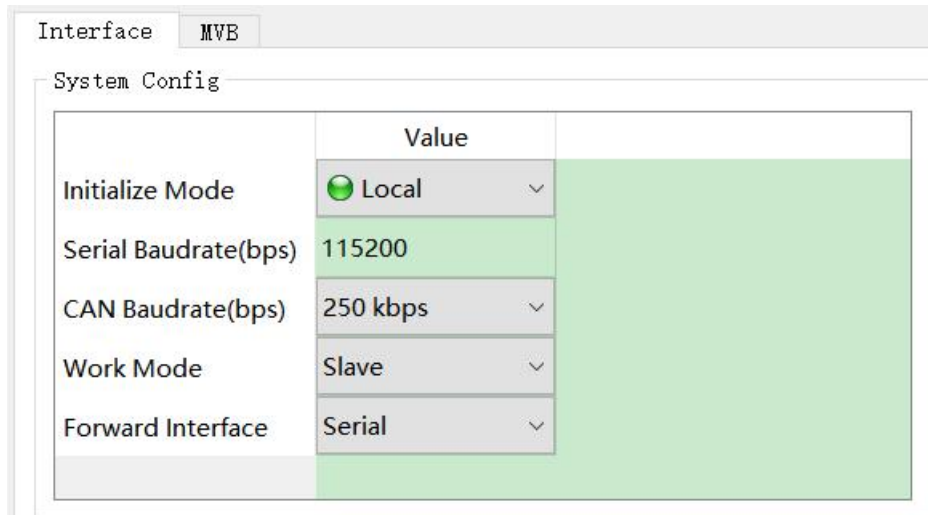 Interface MVB
System Config
Value
Initialize Mode Local
Serial Baudrate(bps) 115200
CAN Baudrate(bps) 250 kbps
Work Mode Slave
Forward Interface Serial